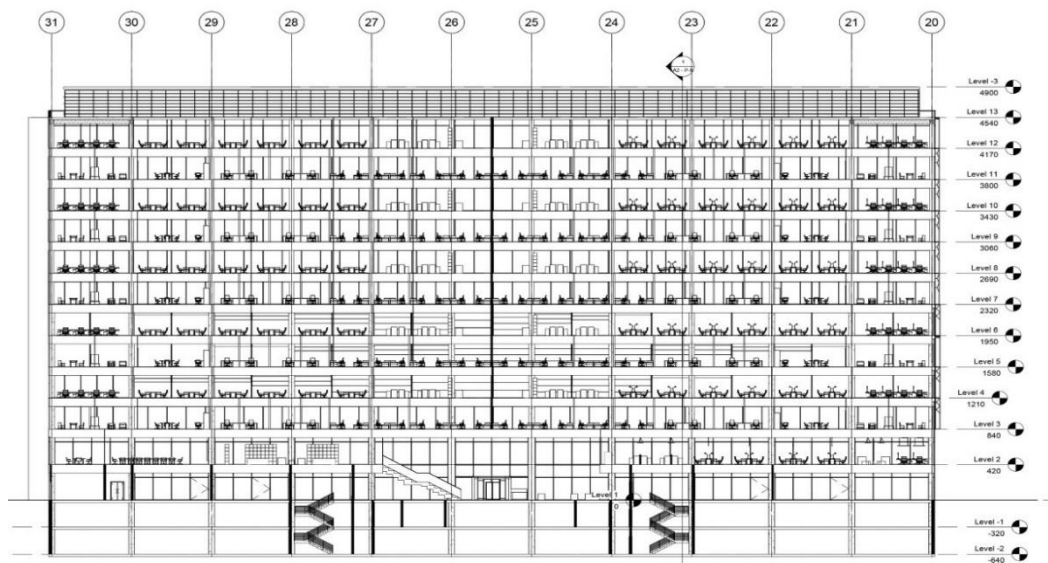 31 30 29 28 27 26 25 24 23 22 21 20
1
Level -3
4900
Level 13
4540
Level 12
4170
Level 11
3800
Level 10
3430
Level 9
3060
Level 8
2690
Level 7
2320
Level 6
1950
Level 5
1580
Level 4
1210
Level 3
840
Level 2
420
Level 1
0
Level -1
-320
Level -2
-640